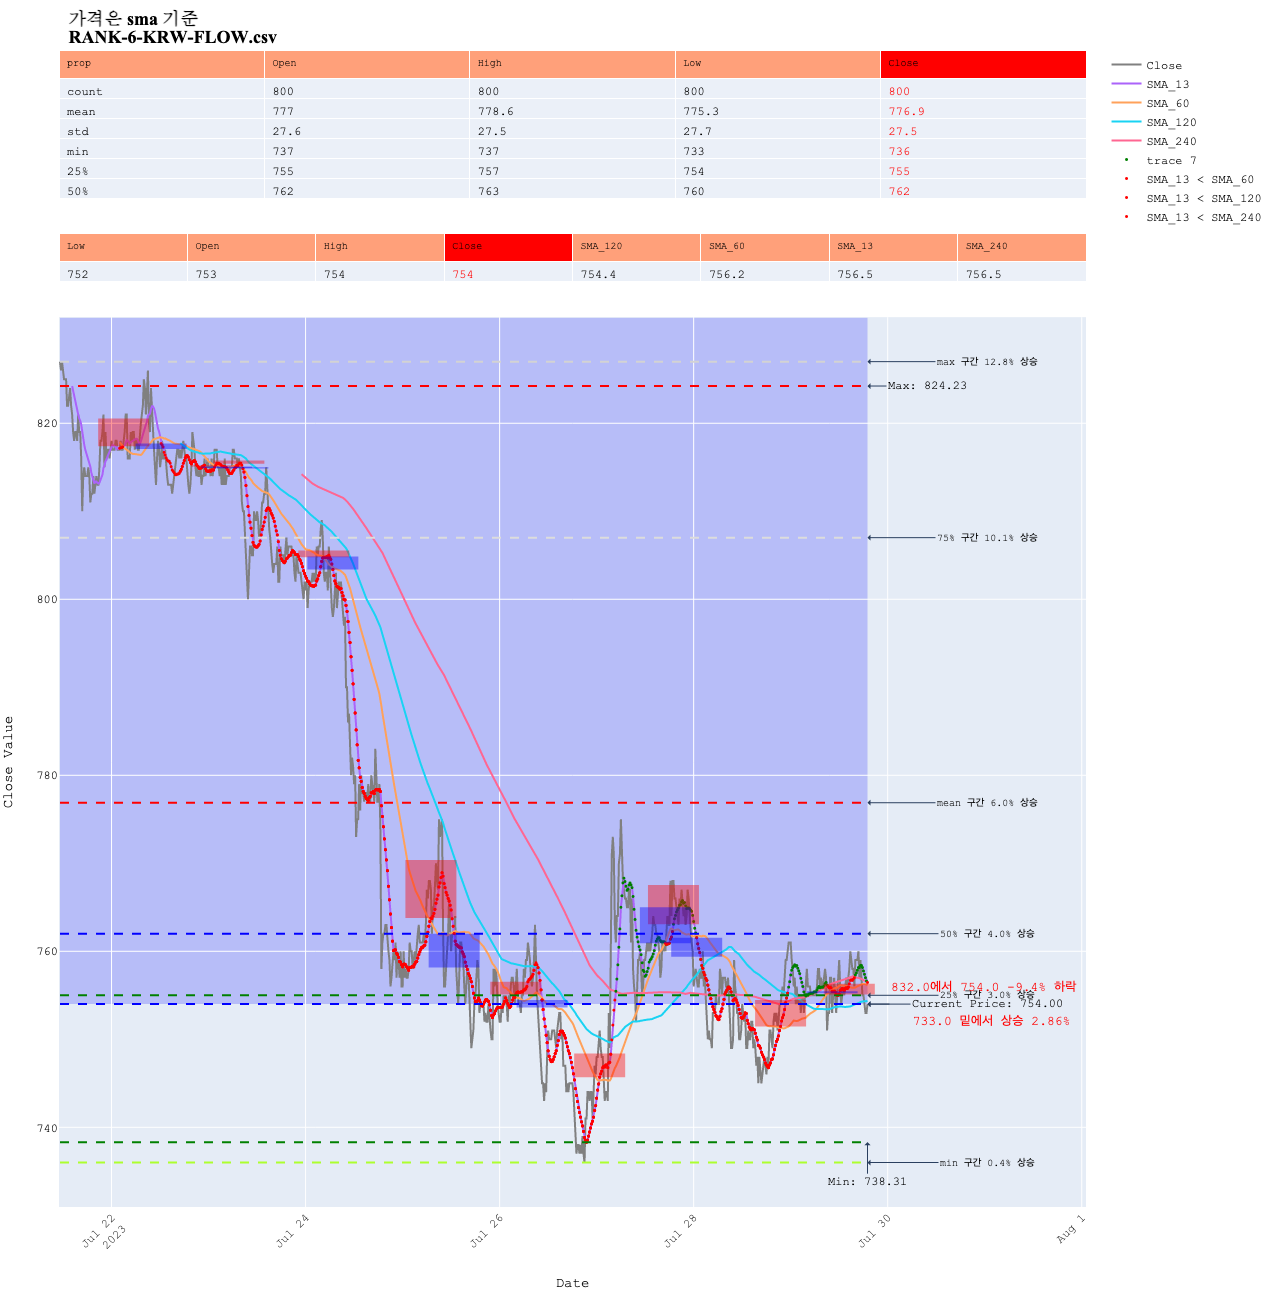 가격은 sma 기준
RANK-6-KRW-FLOW.csv
prop Open High Low Close
count 800 800 800 800
mean 777 778.6 775.3 776.9
std 27.6 27.5 27.7 27.5
min 737 737 733 736
25% 755 757 754 755
50% 762 763 760 762
Low Open High Close SMA_120 SMA_60 SMA_13 SMA_240
752 753 754 754 754.4 756.2 756.5 756.5
Close
SMA_13
SMA_60
SMA_120
SMA_240
trace 7
SMA_13 < SMA_60
SMA_13 < SMA_120
SMA_13 < SMA_240
max 구간 12.8% 상승
Max: 824.23
820
75% 구간 10.1% 상승
800
Close Value
780
mean 구간 6.0% 상승
760
50% 구간 4.0% 상승
832.0에서 754.0 -9.4% 하락
25% 구간 3.0% 상승
Current Price: 754.00
733.0 밑에서 상승 2.86%
740
min 구간 0.4% 상승
Min: 738.31
Jul 22
2023
Jul 24
Jul 26
Jul 28
Jul 30
Aug 1
Date